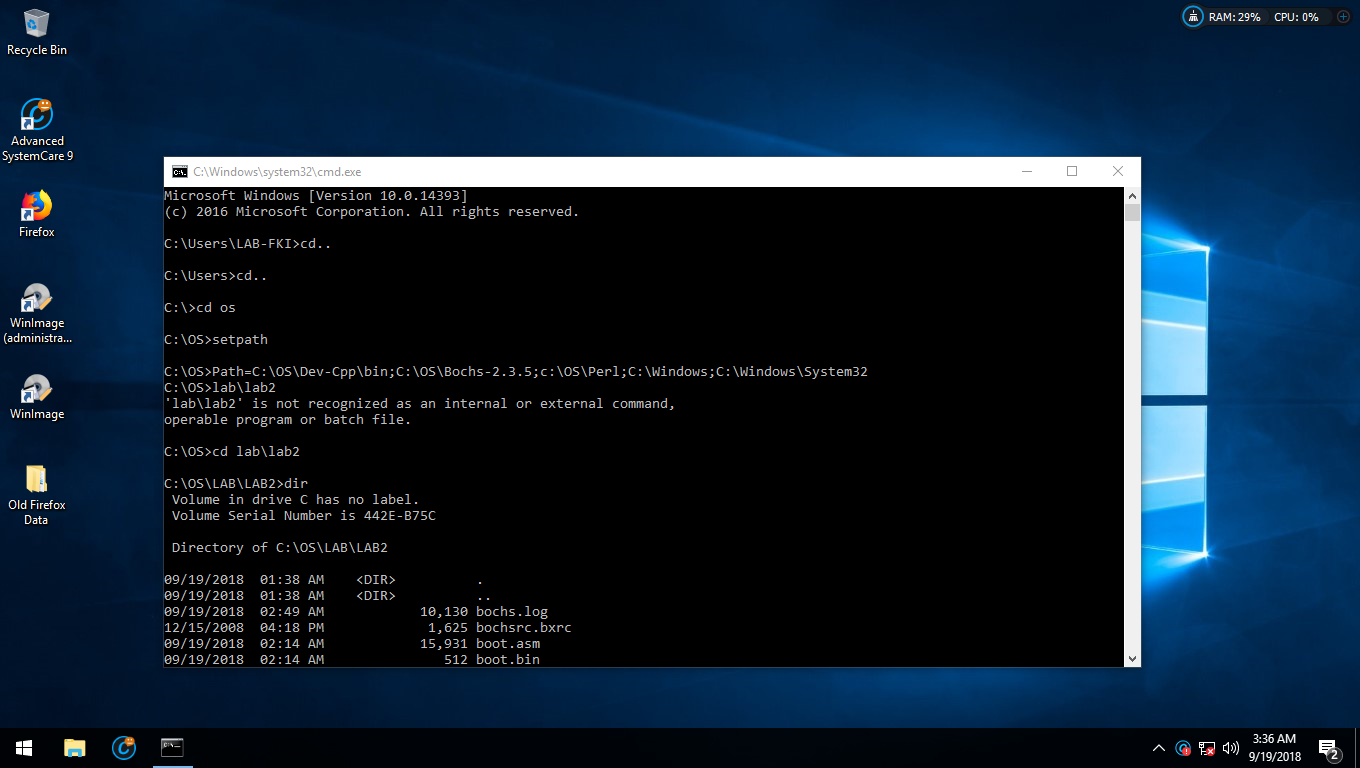 Recycle Bin
Advanced
SystemCare 9
Firefox
WinImage
(administra...
WinImage
Old Firefox
Data
RAM: 29% CPU: 0%
C:\Windows\system32\cmd.exe
Microsoft Windows [Version 10.0.14393]
(c) 2016 Microsoft Corporation. All rights reserved.
C:\Users\LAB-FKI>cd..
C:\Users>cd..
C:\>cd os
C:\OS>setpath
C:\OS>Path=C:\OS\Dev-Cpp\bin;C:\OS\Bochs-2.3.5;c:\OS\Perl;C:\Windows;C:\Windows\System32
C:\OS>lab\lab2
'lab\lab2' is not recognized as an internal or external command,
operable program or batch file.
C:\OS>cd lab\lab2
C:\OS\LAB\LAB2>dir
Volume in drive C has no label.
Volume Serial Number is 442E-B75C
Directory of C:\OS\LAB\LAB2
09/19/2018 01:38 AM <DIR> .
09/19/2018 01:38 AM <DIR> ..
09/19/2018 02:49 AM 10,130 bochs.log
12/15/2008 04:18 PM 1,625 bochsrc.bxrc
09/19/2018 02:14 AM 15,931 boot.asm
09/19/2018 02:14 AM 512 boot.bin
3:36 AM
9/19/2018
2